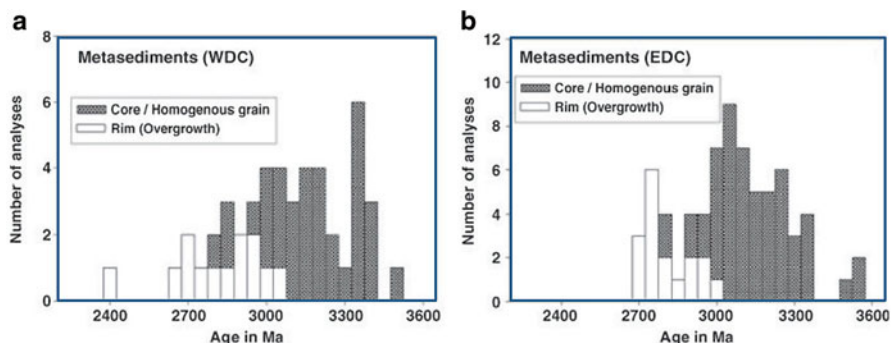 a
Metasediments (WDC)
Core / Homogenous grain
Rim (Overgrowth)
Number of analyses
8
6
4
2
0
2400 2700 3000 3300 3600
Age in Ma
b
Metasediments (EDC)
Core / Homogenous grain
Rim (Overgrowth)
Number of analyses
12
10
8
6
4
2
0
2400 2700 3000 3300 3600
Age in Ma